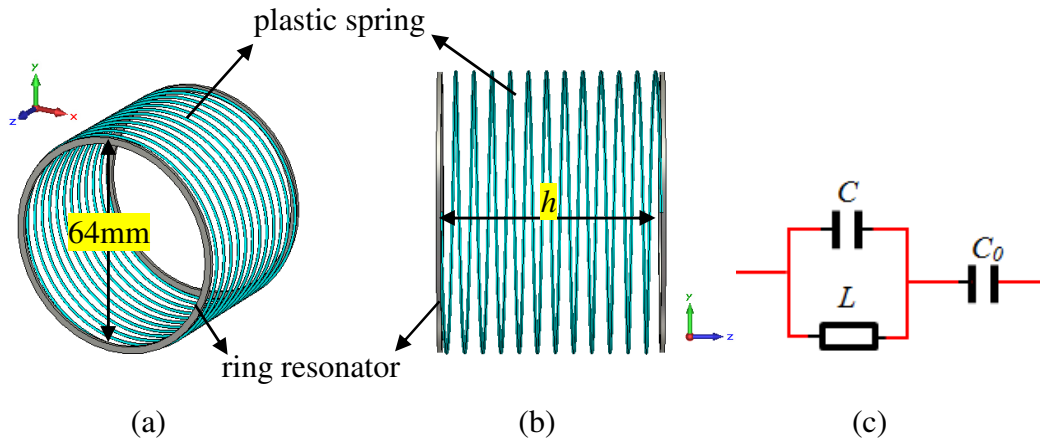 plastic spring
y
x
z
64mm
h
y
z
C
L
C0
ring resonator
(a)
(b)
(c)